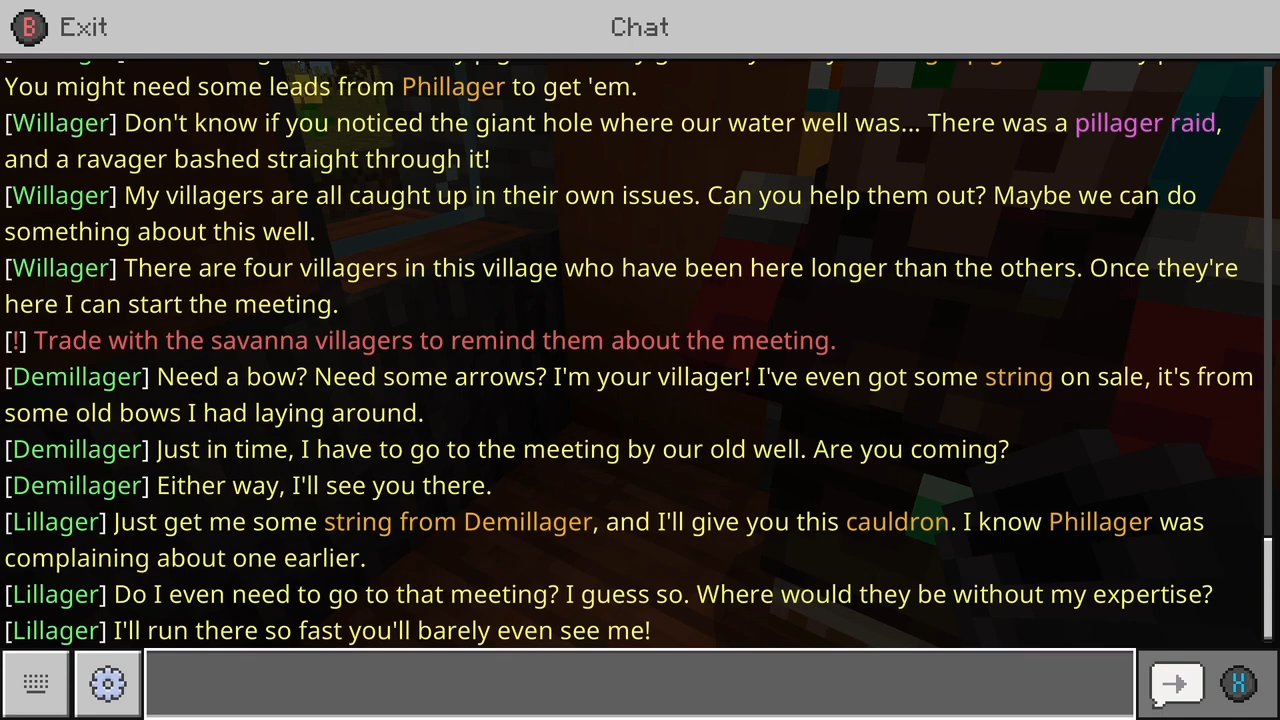 B Exit
Chat
You might need some leads from Phillager to get 'em.
[Willager] Don't know if you noticed the giant hole where our water well was... There was a pillager raid,
and a ravager bashed straight through it!
[Willager] My villagers are all caught up in their own issues. Can you help them out? Maybe we can do
something about this well.
[Willager] There are four villagers in this village who have been here longer than the others. Once they're
here I can start the meeting.
[!] Trade with the savanna villagers to remind them about the meeting.
[Demillager] Need a bow? Need some arrows? I'm your villager! I've even got some string on sale, it's from
some old bows I had laying around.
[Demillager] Just in time, I have to go to the meeting by our old well. Are you coming?
[Demillager] Either way, I'll see you there.
[Lillager] Just get me some string from Demillager, and I'll give you this cauldron. I know Phillager was
complaining about one earlier.
[Lillager] Do I even need to go to that meeting? I guess so. Where would they be without my expertise?
[Lillager] I'll run there so fast you'll barely even see me!
X